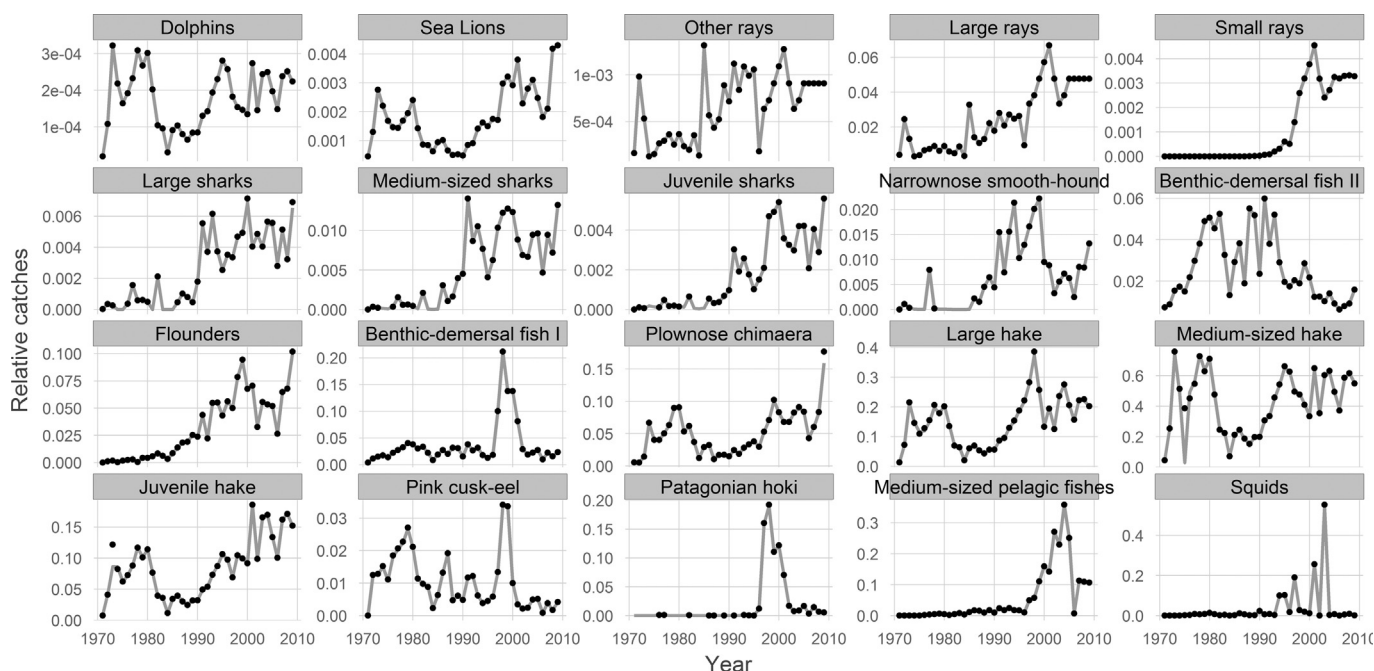 Dolphins
Sea Lions
Other rays
Large rays
Small rays
3e-04
2e-04
1e-04
0.004
0.003
0.002
0.001
1e-03
5e-04
0.06
0.04
0.02
0.004
0.003
0.002
0.001
0.000
Large sharks
Medium-sized sharks
Juvenile sharks
Narrownose smooth-hound
Benthic-demersal fish II
0.006
0.004
0.002
0.000
0.010
0.005
0.000
0.004
0.002
0.000
0.020
0.015
0.010
0.005
0.000
0.06
0.04
0.02
Relative catches
Flounders
Benthic-demersal fish I
Plownose chimaera
Large hake
Medium-sized hake
0.100
0.075
0.050
0.025
0.000
0.20
0.15
0.10
0.05
0.00
0.15
0.10
0.05
0.00
0.4
0.3
0.2
0.1
0.0
0.6
0.4
0.2
0.0
Juvenile hake
Pink cusk-eel
Patagonian hoki
Medium-sized pelagic fishes
Squids
0.15
0.10
0.05
0.00
0.03
0.02
0.01
0.00
0.20
0.15
0.10
0.05
0.00
0.3
0.2
0.1
0.0
0.4
0.2
0.0
1970 1980 1990 2000 2010
1970 1980 1990 2000 2010
1970 1980 1990 2000 2010
1970 1980 1990 2000 2010
1970 1980 1990 2000 2010
Year